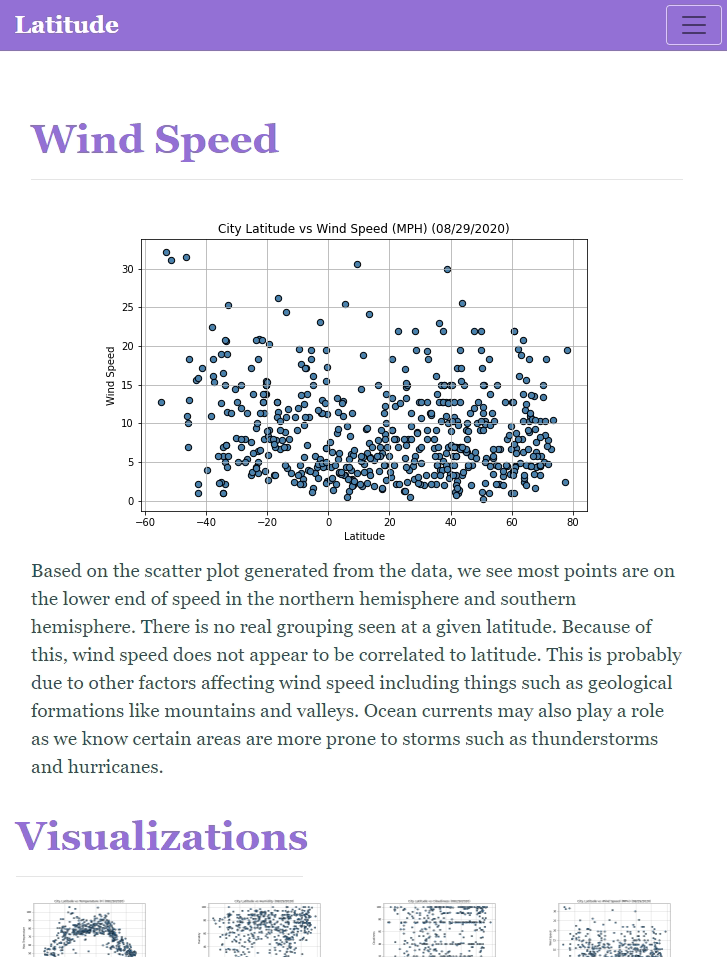 Latitude
Wind Speed
City Latitude vs Wind Speed (MPH) (08/29/2020)
30
25
20
15
10
5
0
Wind Speed
−60 −40 −20 0 20 40 60 80
Latitude
Based on the scatter plot generated from the data, we see most points are on
the lower end of speed in the northern hemisphere and southern
hemisphere. There is no real grouping seen at a given latitude. Because of
this, wind speed does not appear to be correlated to latitude. This is probably
due to other factors affecting wind speed including things such as geological
formations like mountains and valleys. Ocean currents may also play a role
as we know certain areas are more prone to storms such as thunderstorms
and hurricanes.
Visualizations